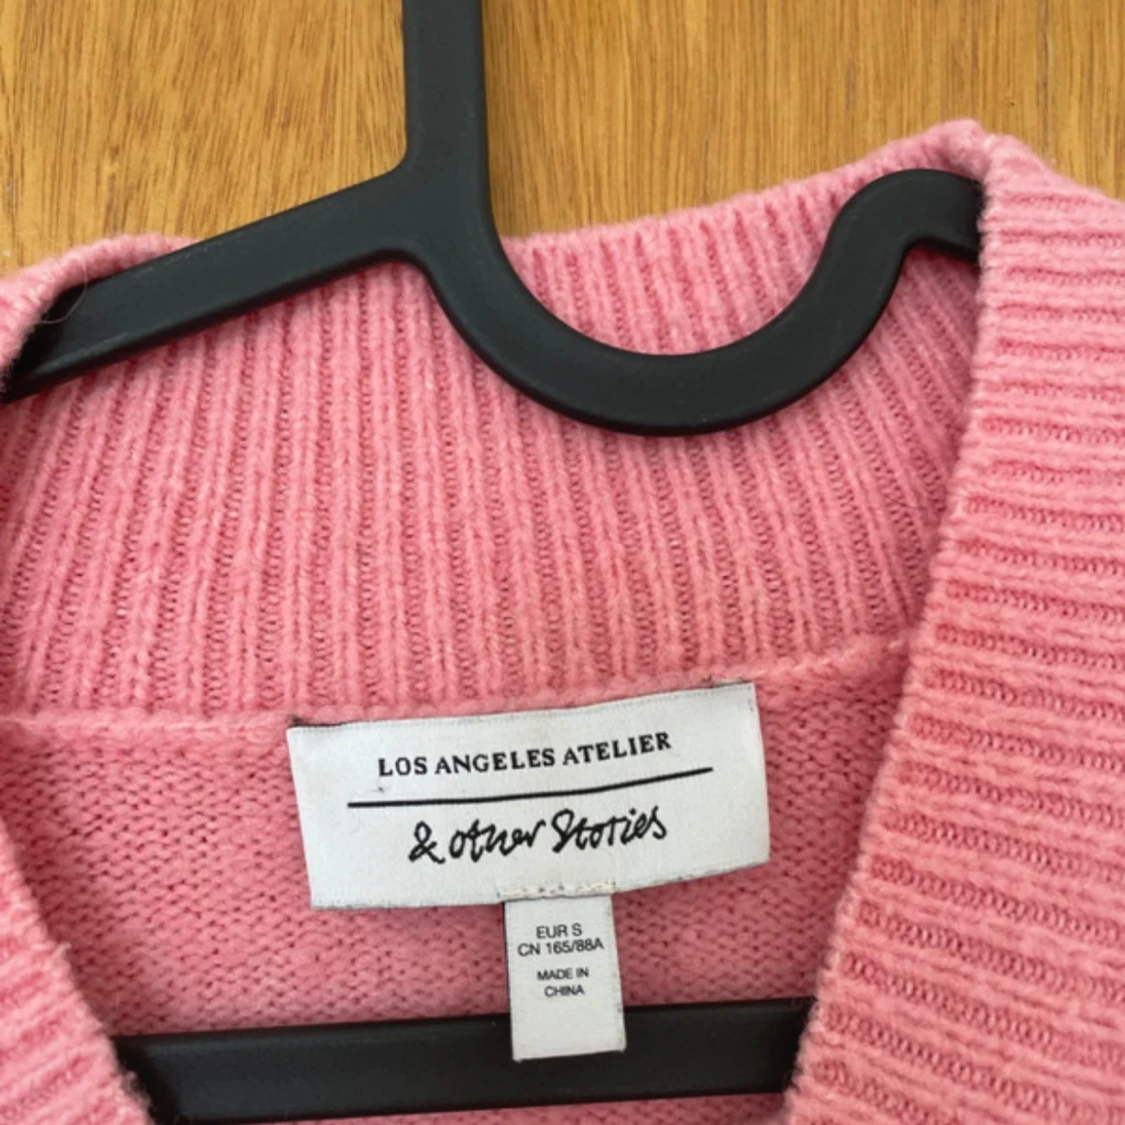 LOS ANGELES ATELIER
& other Stories
EUR S
CN 165/88A
MADE IN
CHINA